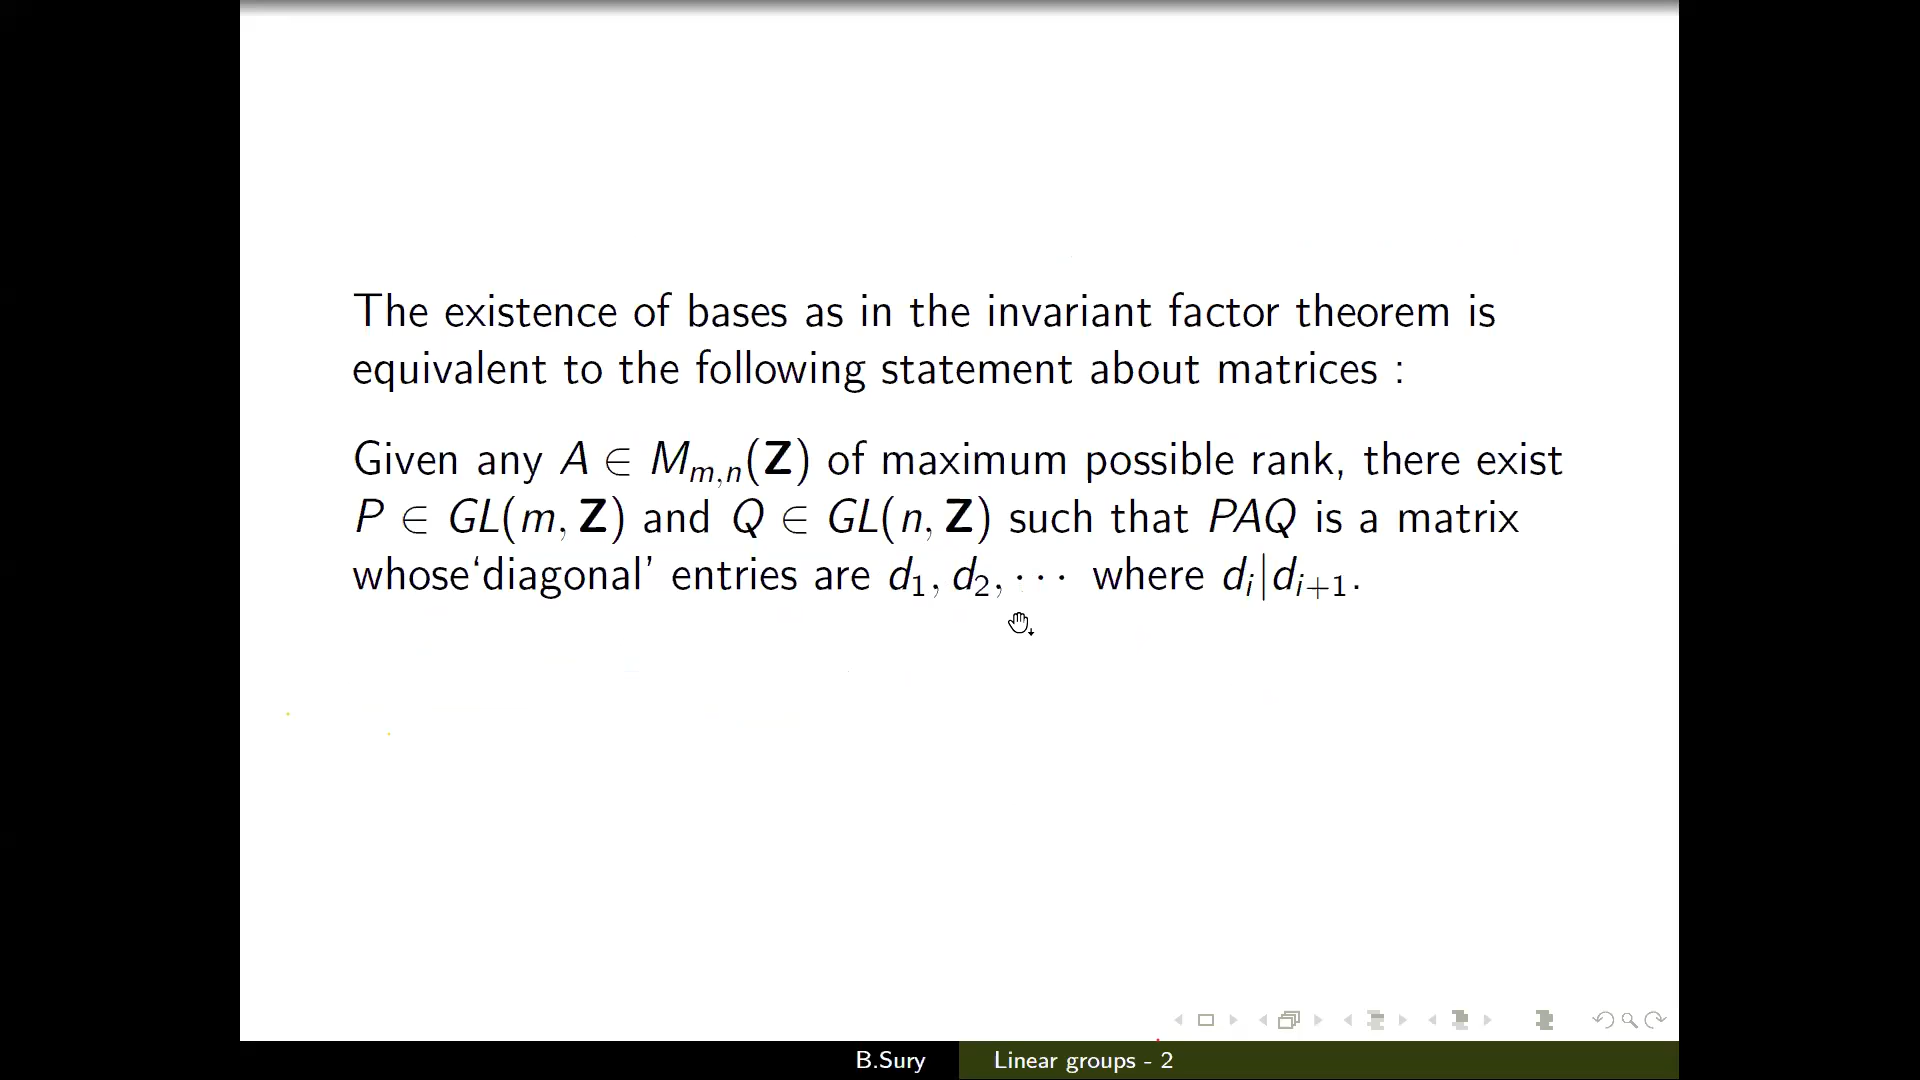 The existence of bases as in the invariant factor theorem is
equivalent to the following statement about matrices :
Given any A ∈ M_{m,n}(Z) of maximum possible rank, there exist
P ∈ GL(m, Z) and Q ∈ GL(n, Z) such that PAQ is a matrix
whose‘diagonal’ entries are d_1, d_2, ⋯ where d_i|d_{i+1}.
B.Sury
Linear groups - 2